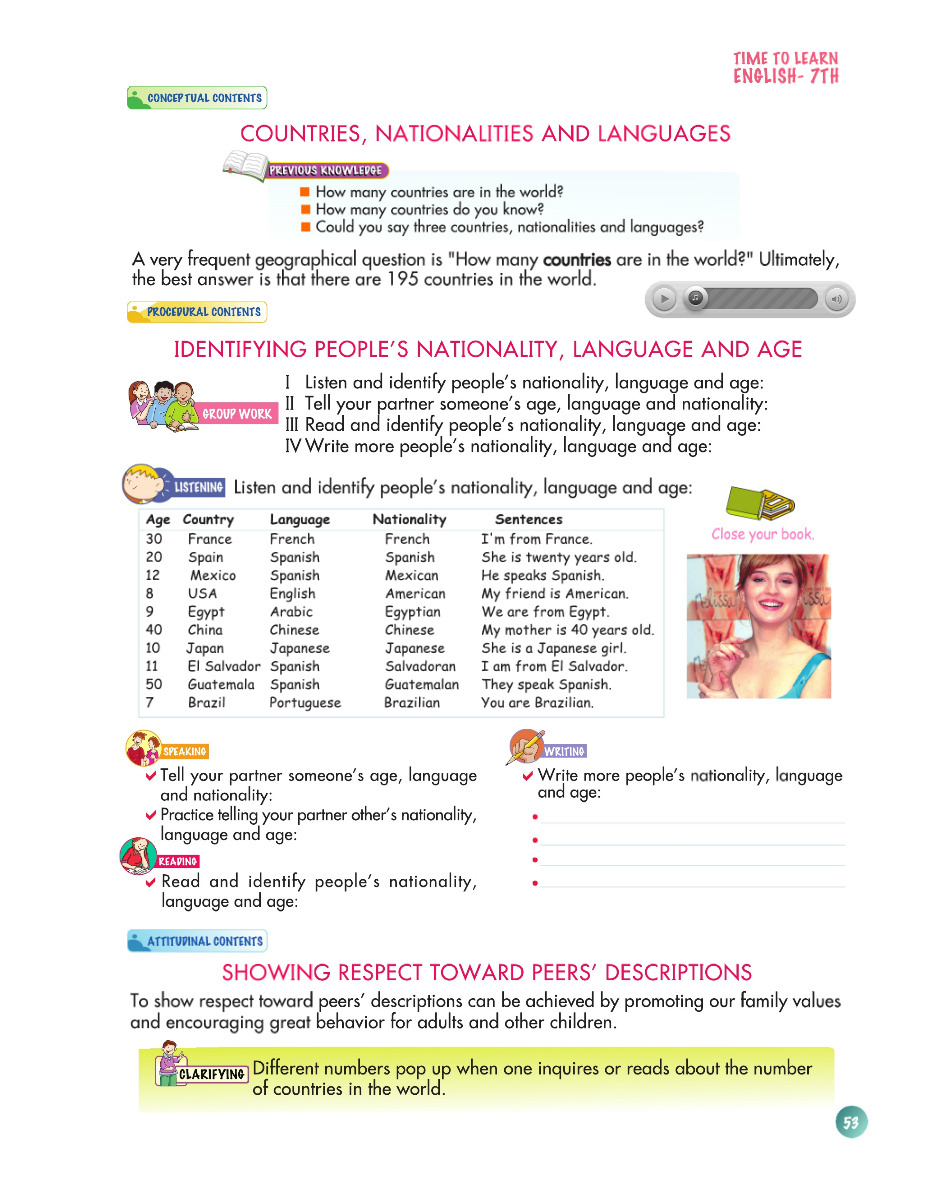 TIME TO LEARN
ENGLISH- 7TH
CONCEPTUAL CONTENTS
COUNTRIES, NATIONALITIES AND LANGUAGES
PREVIOUS KNOWLEDGE
How many countries are in the world?
How many countries do you know?
Could you say three countries, nationalities and languages?
A very frequent geographical question is "How many countries are in the world?" Ultimately,
the best answer is that there are 195 countries in the world.
PROCEDURAL CONTENTS
IDENTIFYING PEOPLE'S NATIONALITY, LANGUAGE AND AGE
GROUP WORK
I Listen and identify people's nationality, language and age:
II Tell your partner someone's age, language and nationality:
III Read and identify people's nationality, language and age:
IV Write more people's nationality, language and age:
LISTENING Listen and identify people's nationality, language and age:
Age Country Language Nationality Sentences
30 France French French I'm from France.
20 Spain Spanish Spanish She is twenty years old.
12 Mexico Spanish Mexican He speaks Spanish.
8 USA English American My friend is American.
9 Egypt Arabic Egyptian We are from Egypt.
40 China Chinese Chinese My mother is 40 years old.
10 Japan Japanese Japanese She is a Japanese girl.
11 El Salvador Spanish Salvadoran I am from El Salvador.
50 Guatemala Spanish Guatemalan They speak Spanish.
7 Brazil Portuguese Brazilian You are Brazilian.
Close your book.
SPEAKING
Tell your partner someone's age, language
and nationality:
Practice telling your partner other's nationality,
language and age:
READING
Read and identify people's nationality,
language and age:
WRITING
Write more people's nationality, language
and age:
ATTITUDINAL CONTENTS
SHOWING RESPECT TOWARD PEERS' DESCRIPTIONS
To show respect toward peers' descriptions can be achieved by promoting our family values
and encouraging great behavior for adults and other children.
CLARIFYING
Different numbers pop up when one inquires or reads about the number
of countries in the world.
53